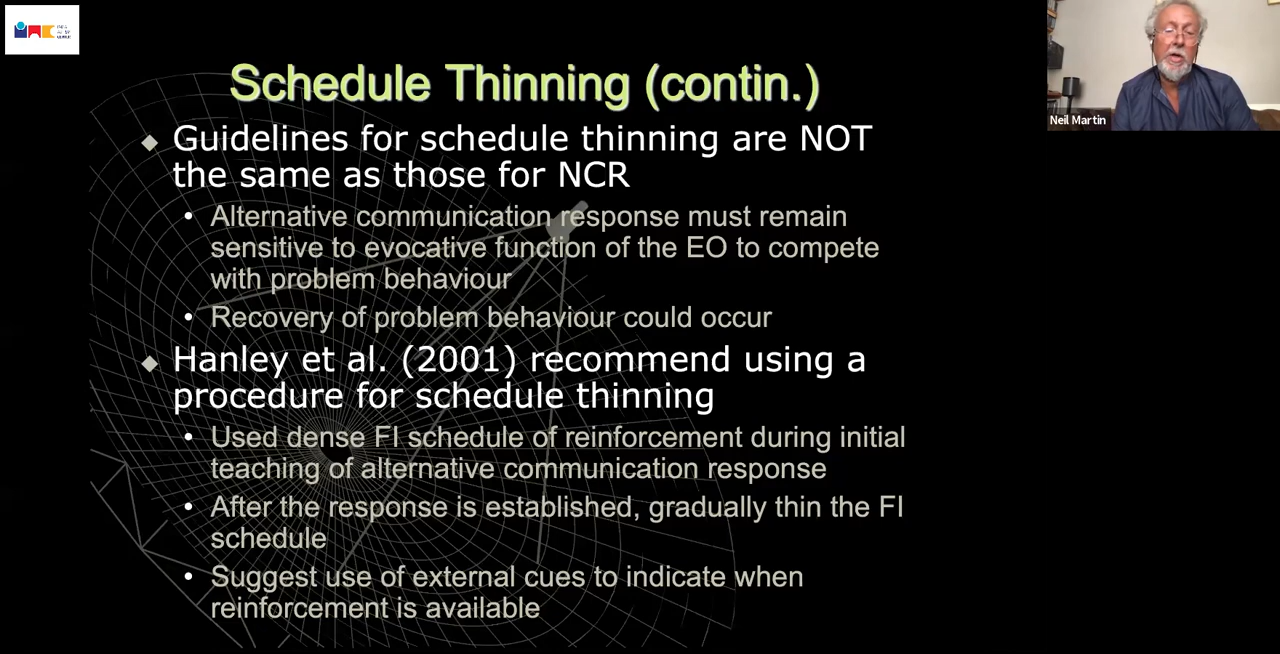 Schedule Thinning (contin.)
Guidelines for schedule thinning are NOT
the same as those for NCR
Alternative communication response must remain
sensitive to evocative function of the EO to compete
with problem behaviour
Recovery of problem behaviour could occur
Hanley et al. (2001) recommend using a
procedure for schedule thinning
Used dense FI schedule of reinforcement during initial
teaching of alternative communication response
After the response is established, gradually thin the FI
schedule
Suggest use of external cues to indicate when
reinforcement is available
Neil Martin